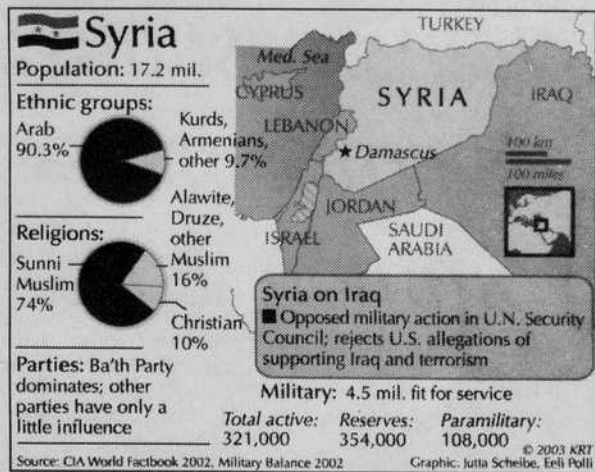 Syria
Population: 17.2 mil.
Ethnic groups:
Arab
90.3%
Kurds,
Armenians,
other 9.7%
Religions:
Sunni
Muslim
74%
Alawite,
Druze,
other
Muslim
16%
Christian
10%
Parties: Ba'th Party
dominates; other
parties have only a
little influence
TURKEY
Med. Sea
CYPRUS
SYRIA
IRAQ
LEBANON
Damascus
100 km
100 miles
JORDAN
ISRAEL
SAUDI
ARABIA
Syria on Iraq
Opposed military action in U.N. Security
Council; rejects U.S. allegations of
supporting Iraq and terrorism
Military: 4.5 mil. fit for service
Total active:
321,000
Reserves:
354,000
Paramilitary:
108,000
© 2003 KRT
Source: CIA World Factbook 2002, Military Balance 2002
Graphic: Jutta Scheibe, Eeli Polli